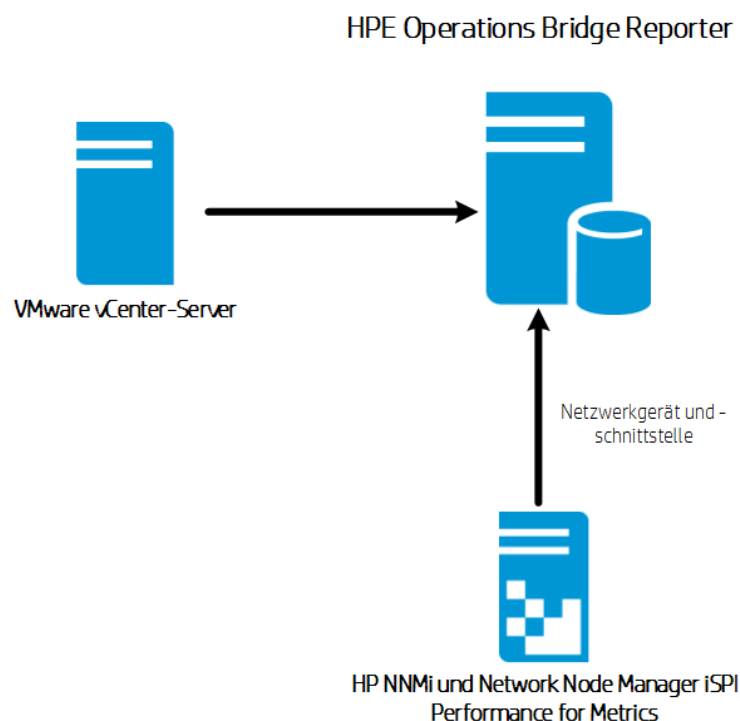 HPE Operations Bridge Reporter
VMware vCenter-Server
Netzwerkgerät und -
schnittstelle
HP NNMi und Network Node Manager iSPI
Performance for Metrics